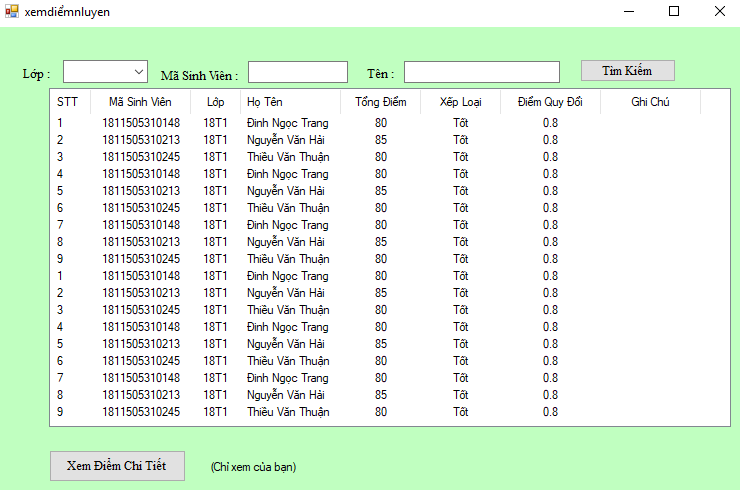 xemdiểmnluyen
Lớp : Mã Sinh Viên : Tên : Tìm Kiếm
STT Mã Sinh Viên Lớp Họ Tên Tổng Điểm Xếp Loại Điểm Quy Đổi Ghi Chú
1 1811505310148 18T1 Đinh Ngọc Trang 80 Tốt 0.8
2 1811505310213 18T1 Nguyễn Văn Hải 85 Tốt 0.8
3 1811505310245 18T1 Thiều Văn Thuận 80 Tốt 0.8
4 1811505310148 18T1 Đinh Ngọc Trang 80 Tốt 0.8
5 1811505310213 18T1 Nguyễn Văn Hải 85 Tốt 0.8
6 1811505310245 18T1 Thiều Văn Thuận 80 Tốt 0.8
7 1811505310148 18T1 Đinh Ngọc Trang 80 Tốt 0.8
8 1811505310213 18T1 Nguyễn Văn Hải 85 Tốt 0.8
9 1811505310245 18T1 Thiều Văn Thuận 80 Tốt 0.8
1 1811505310148 18T1 Đinh Ngọc Trang 80 Tốt 0.8
2 1811505310213 18T1 Nguyễn Văn Hải 85 Tốt 0.8
3 1811505310245 18T1 Thiều Văn Thuận 80 Tốt 0.8
4 1811505310148 18T1 Đinh Ngọc Trang 80 Tốt 0.8
5 1811505310213 18T1 Nguyễn Văn Hải 85 Tốt 0.8
6 1811505310245 18T1 Thiều Văn Thuận 80 Tốt 0.8
7 1811505310148 18T1 Đinh Ngọc Trang 80 Tốt 0.8
8 1811505310213 18T1 Nguyễn Văn Hải 85 Tốt 0.8
9 1811505310245 18T1 Thiều Văn Thuận 80 Tốt 0.8
Xem Điểm Chi Tiết (Chỉ xem của bạn)